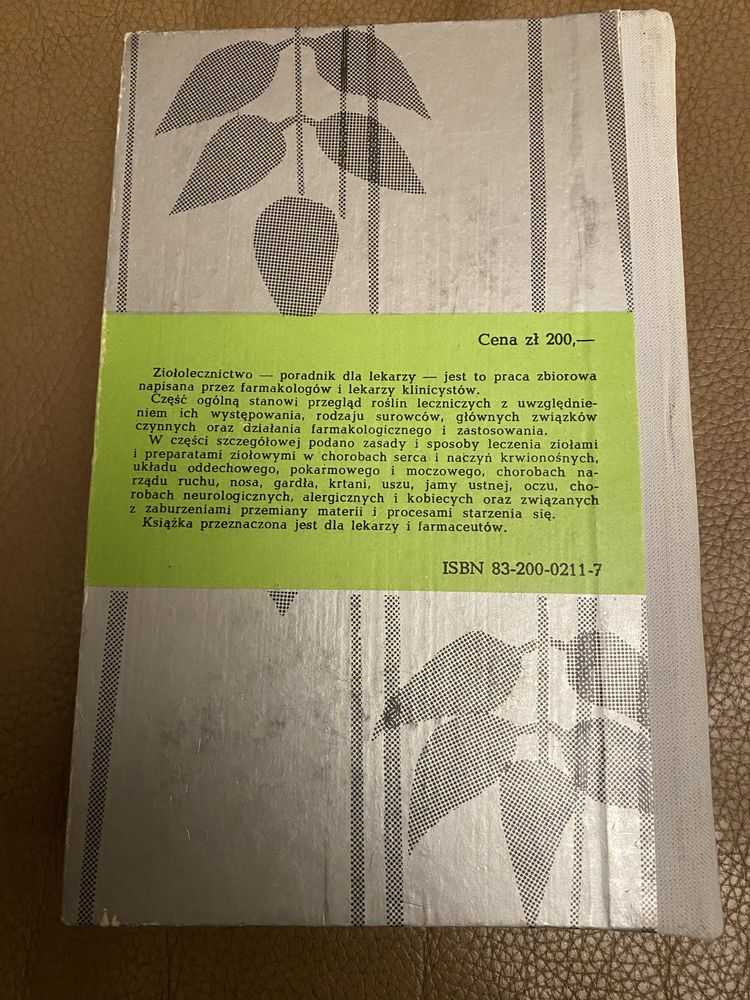 Cena zł 200,—
Ziołolecznictwo — poradnik dla lekarzy — jest to praca zbiorowa
napisana przez farmakologów i lekarzy klinicystów.
Część ogólną stanowi przegląd roślin leczniczych z uwzględnie-
niem ich występowania, rodzaju surowców, głównych związków
czynnych oraz działania farmakologicznego i zastosowania.
W części szczegółowej podano zasady i sposoby leczenia ziołami
i preparatami ziołowymi w chorobach serca i naczyń krwionośnych,
układu oddechowego, pokarmowego i moczowego, chorobach na-
rządu ruchu, nosa, gardła, krtani, uszu, jamy ustnej, oczu, cho-
robach neurologicznych, alergicznych i kobiecych oraz związanych
z zaburzeniami przemiany materii i procesami starzenia się.
Książka przeznaczona jest dla lekarzy i farmaceutów.
ISBN 83-200-0211-7